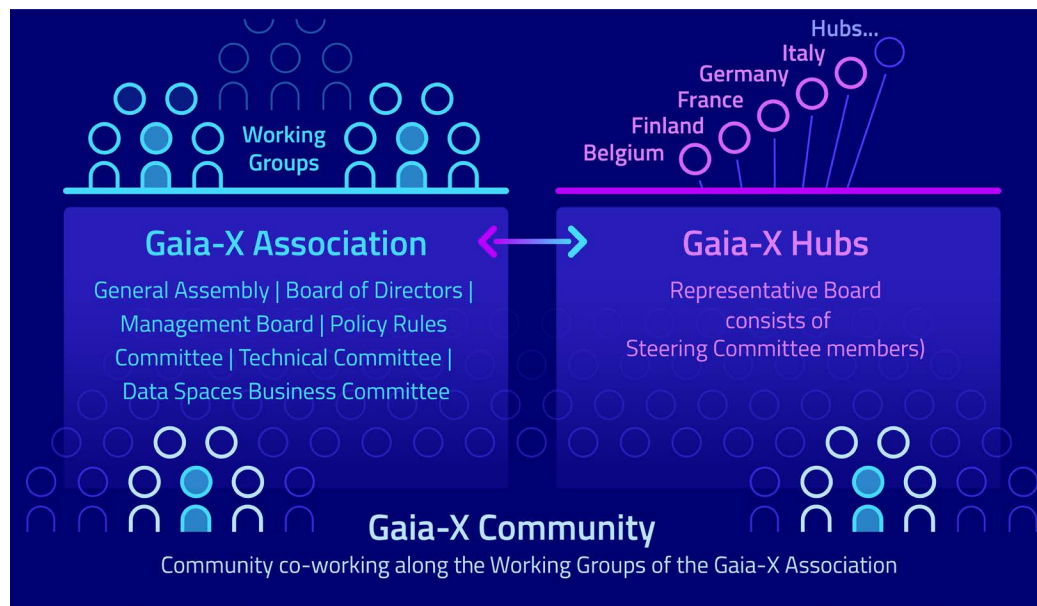 Hubs...
Italy
Germany
France
Finland
Belgium
Working
Groups
Gaia-X Association
General Assembly | Board of Directors |
Management Board | Policy Rules
Committee | Technical Committee |
Data Spaces Business Committee
Gaia-X Hubs
Representative Board
consists of
Steering Committee members)
Gaia-X Community
Community co-working along the Working Groups of the Gaia-X Association